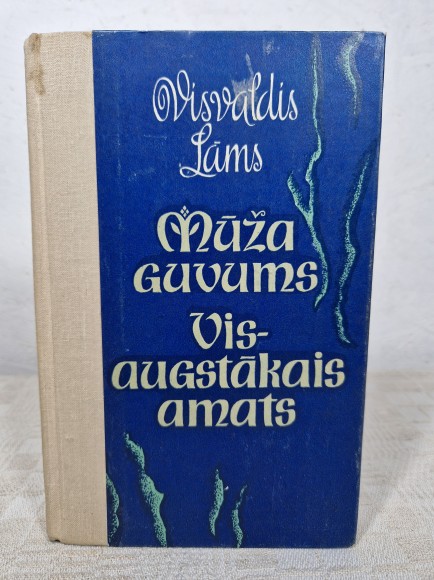 Visvaldis
Lāms
Mūža
guvums
Vis-
augstākais
amats